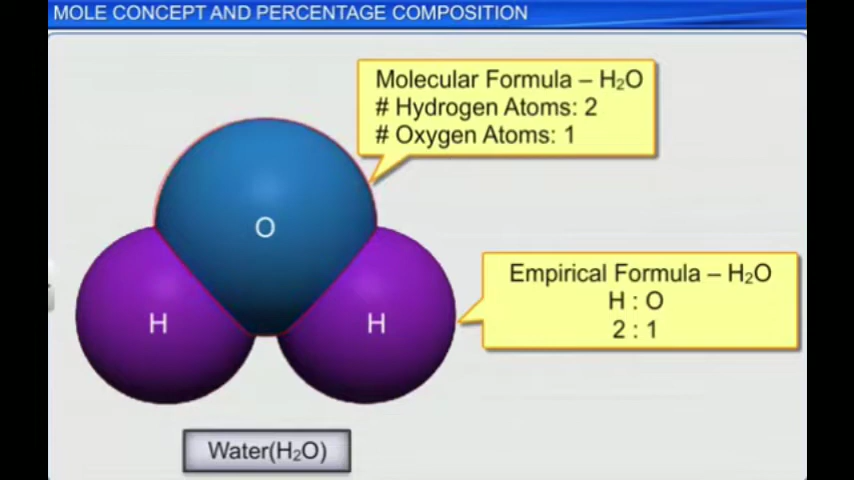 MOLE CONCEPT AND PERCENTAGE COMPOSITION
Molecular Formula – H₂O
# Hydrogen Atoms: 2
# Oxygen Atoms: 1
O
H
H
Empirical Formula – H₂O
H : O
2 : 1
Water(H₂O)